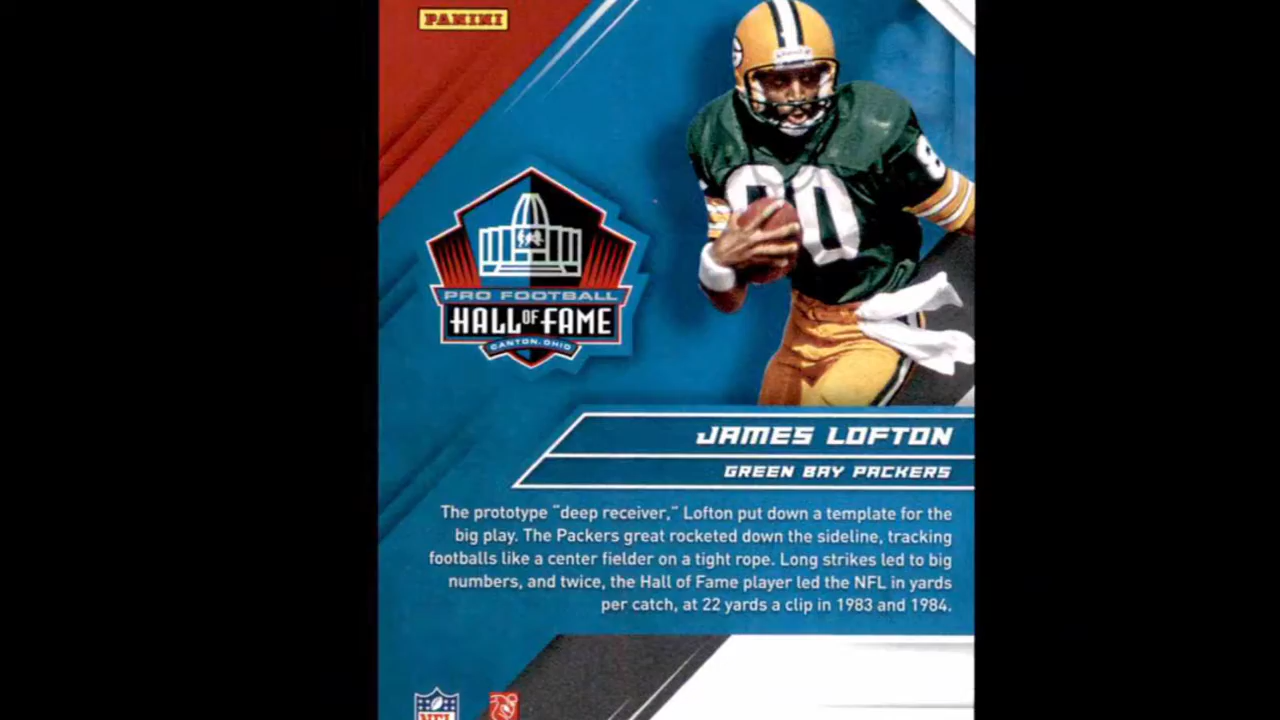 PANINI
80
8
PRO FOOTBALL
HALL OF FAME
CANTON, OHIO
JAMES LOFTON
GREEN BAY PACKERS
The prototype “deep receiver,” Lofton put down a template for the
big play. The Packers great rocketed down the sideline, tracking
footballs like a center fielder on a tight rope. Long strikes led to big
numbers, and twice, the Hall of Fame player led the NFL in yards
per catch, at 22 yards a clip in 1983 and 1984.
NFL